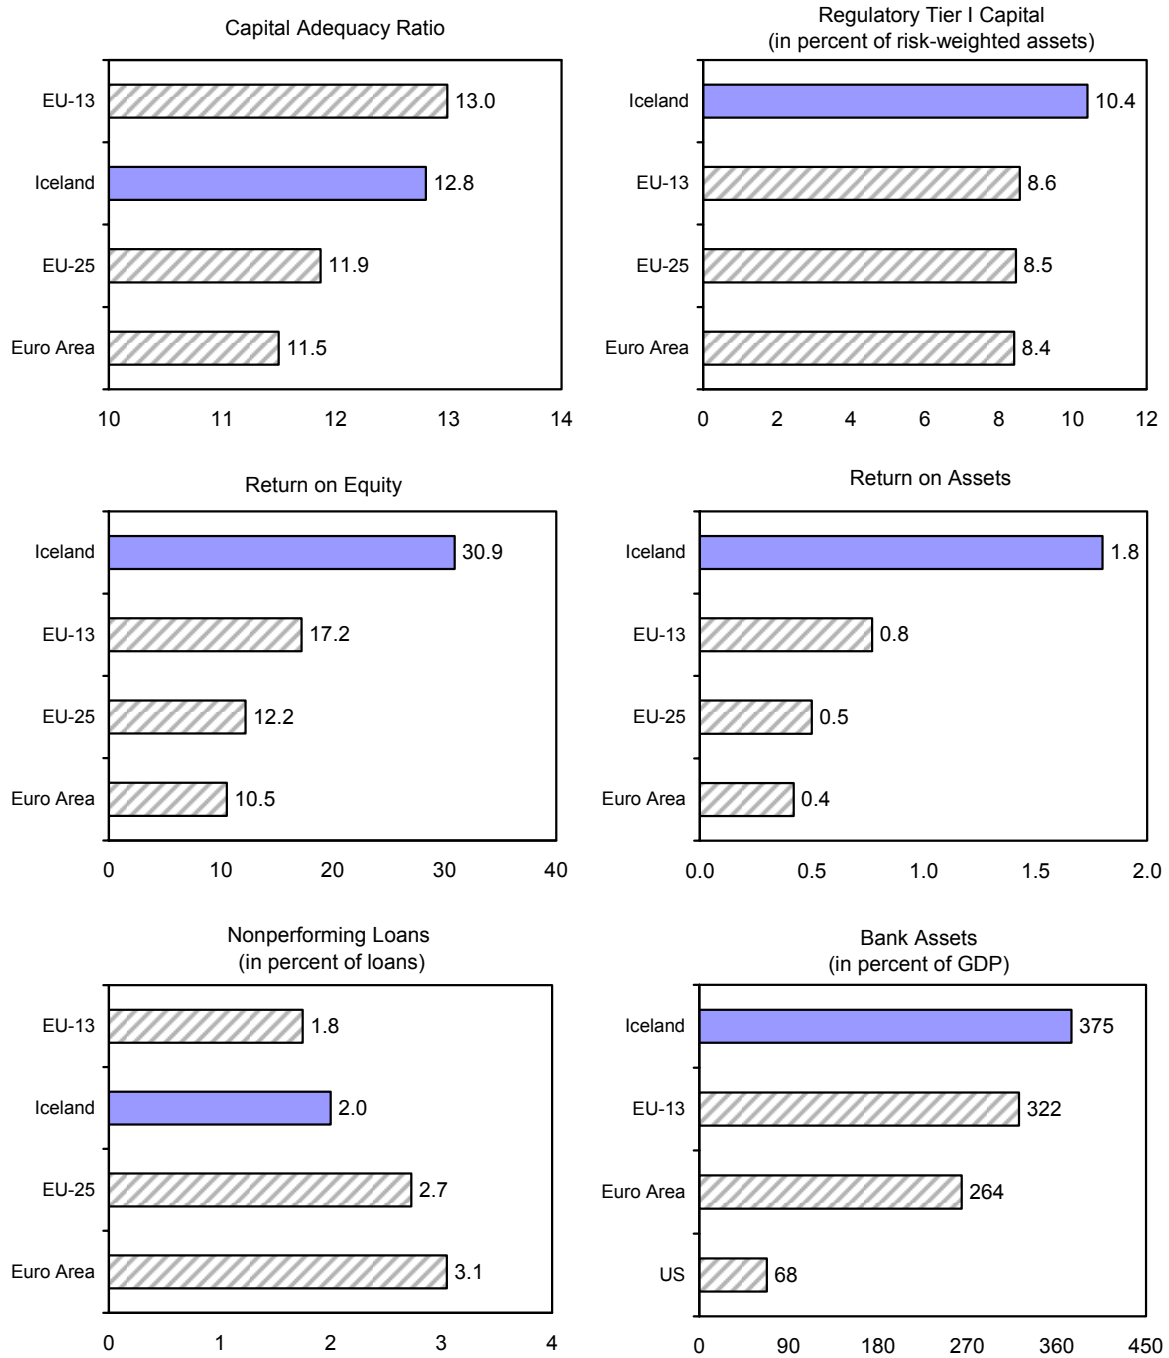 Capital Adequacy Ratio
EU-13
13.0
Iceland
12.8
EU-25
11.9
Euro Area
11.5
10 11 12 13 14
Regulatory Tier I Capital
(in percent of risk-weighted assets)
Iceland
10.4
EU-13
8.6
EU-25
8.5
Euro Area
8.4
0 2 4 6 8 10 12
Return on Equity
Iceland
30.9
EU-13
17.2
EU-25
12.2
Euro Area
10.5
0 10 20 30 40
Return on Assets
Iceland
1.8
EU-13
0.8
EU-25
0.5
Euro Area
0.4
0.0 0.5 1.0 1.5 2.0
Nonperforming Loans
(in percent of loans)
EU-13
1.8
Iceland
2.0
EU-25
2.7
Euro Area
3.1
0 1 2 3 4
Bank Assets
(in percent of GDP)
Iceland
375
EU-13
322
Euro Area
264
US
68
0 90 180 270 360 450